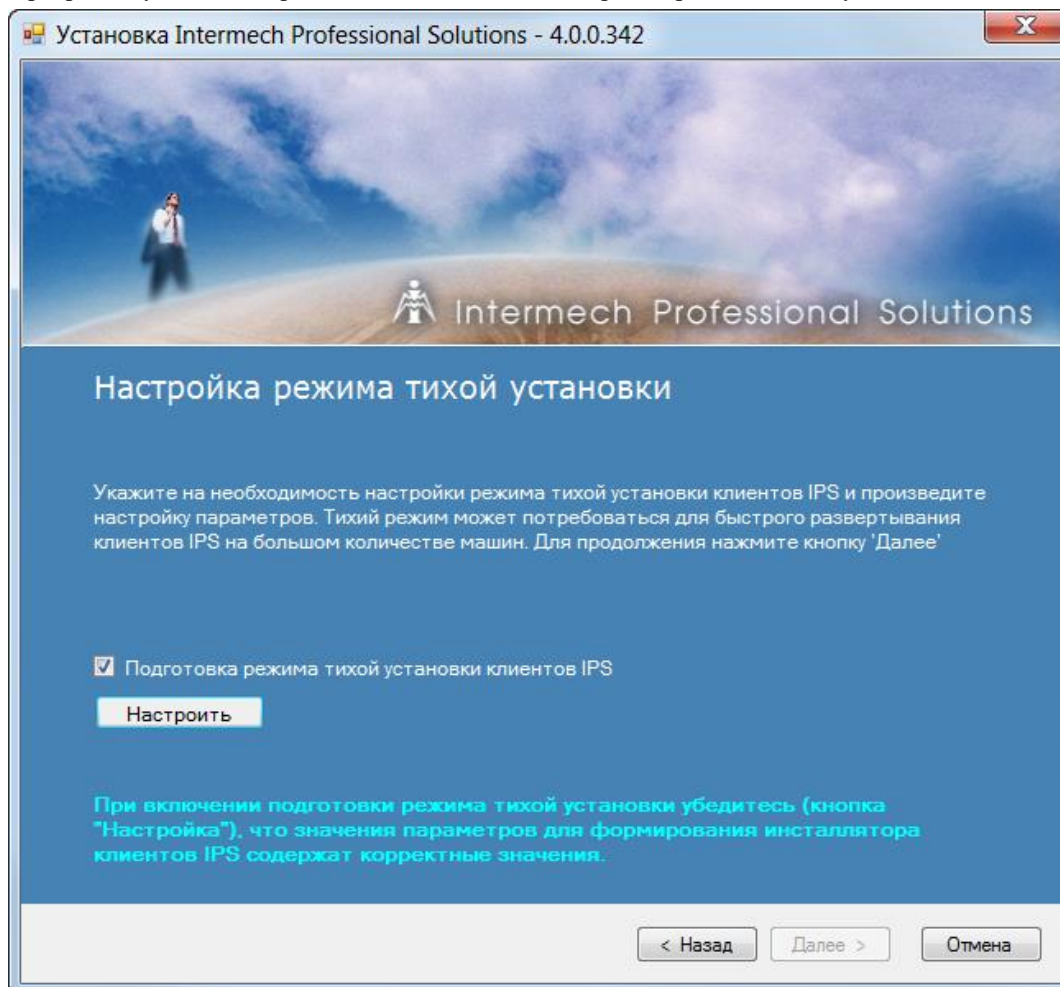 Установка Intermech Professional Solutions - 4.0.0.342
Intermech Professional Solutions
Настройка режима тихой установки
Укажите на необходимость настройки режима тихой установки клиентов IPS и произведите
настройку параметров. Тихий режим может потребоваться для быстрого развертывания
клиентов IPS на большом количестве машин. Для продолжения нажмите кнопку 'Далее'
Подготовка режима тихой установки клиентов IPS
Настроить
При включении подготовки режима тихой установки убедитесь (кнопка
"Настройка"), что значения параметров для формирования инсталлятора
клиентов IPS содержат корректные значения.
< Назад Далее > Отмена